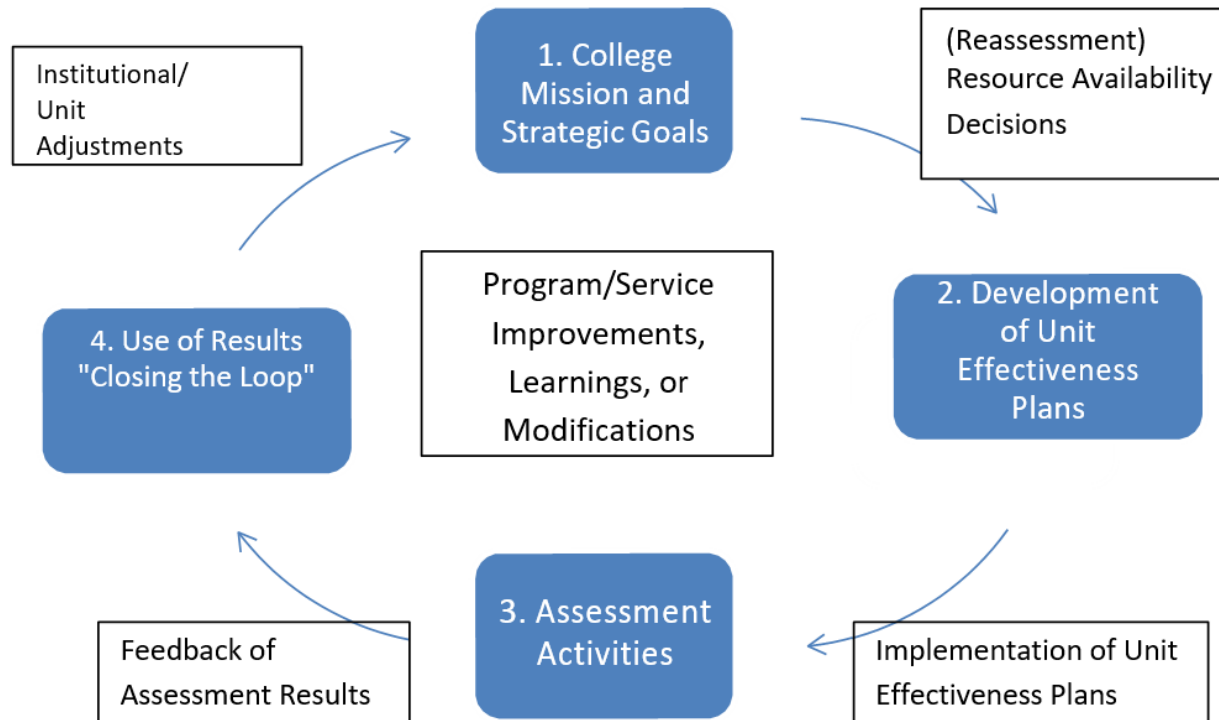 1. College
Mission and
Strategic Goals
(Reassessment)
Resource Availability
Decisions
2. Development
of Unit
Effectiveness
Plans
Implementation of Unit
Effectiveness Plans
3. Assessment
Activities
Feedback of
Assessment Results
4. Use of Results
"Closing the Loop"
Institutional/
Unit
Adjustments
Program/Service
Improvements,
Learnings, or
Modifications